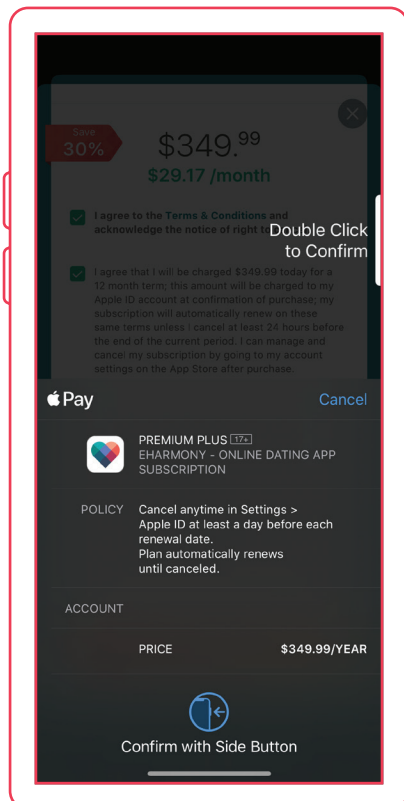 Save
30%
$349.99
$29.17 /month
I agree to the Terms & Conditions and
acknowledge the notice of right t
Double Click
to Confirm
I agree that I will be charged $349.99 today for a
12 month term; this amount will be charged to my
Apple ID account at confirmation of purchase; my
subscription will automatically renew on these
same terms unless I cancel at least 24 hours before
the end of the current period. I can manage and
cancel my subscription by going to my account
settings on the App Store after purchase.
Pay
Cancel
PREMIUM PLUS 17+
EHARMONY - ONLINE DATING APP
SUBSCRIPTION
POLICY
Cancel anytime in Settings >
Apple ID at least a day before each
renewal date.
Plan automatically renews
until canceled.
ACCOUNT
PRICE
$349.99/YEAR
Confirm with Side Button